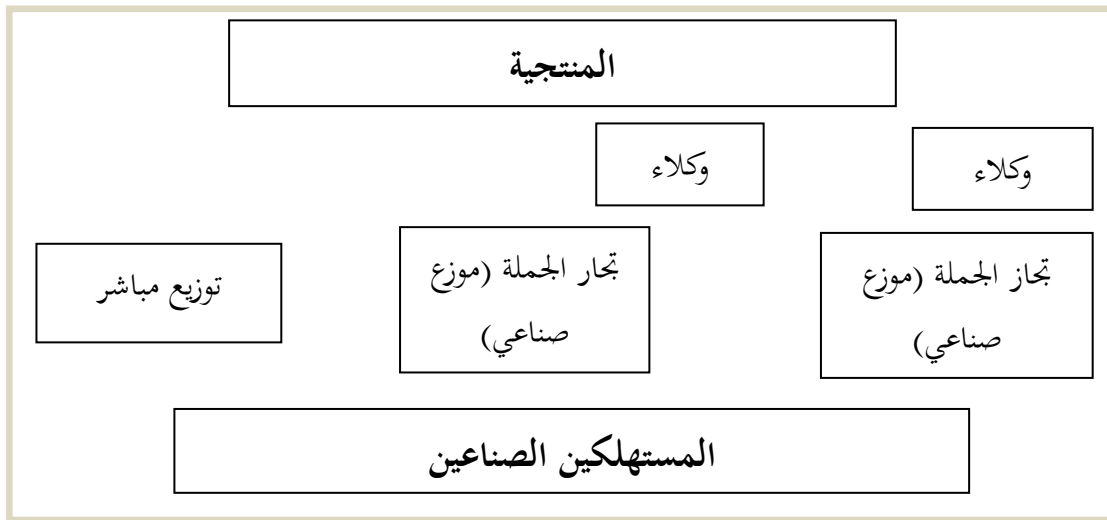 المنتجية
وكلاء
وكلاء
تجاز الجملة (موزع
صناعي)
تجار الجملة (موزع
صناعي)
توزيع مباشر
المستهلكين الصناعين